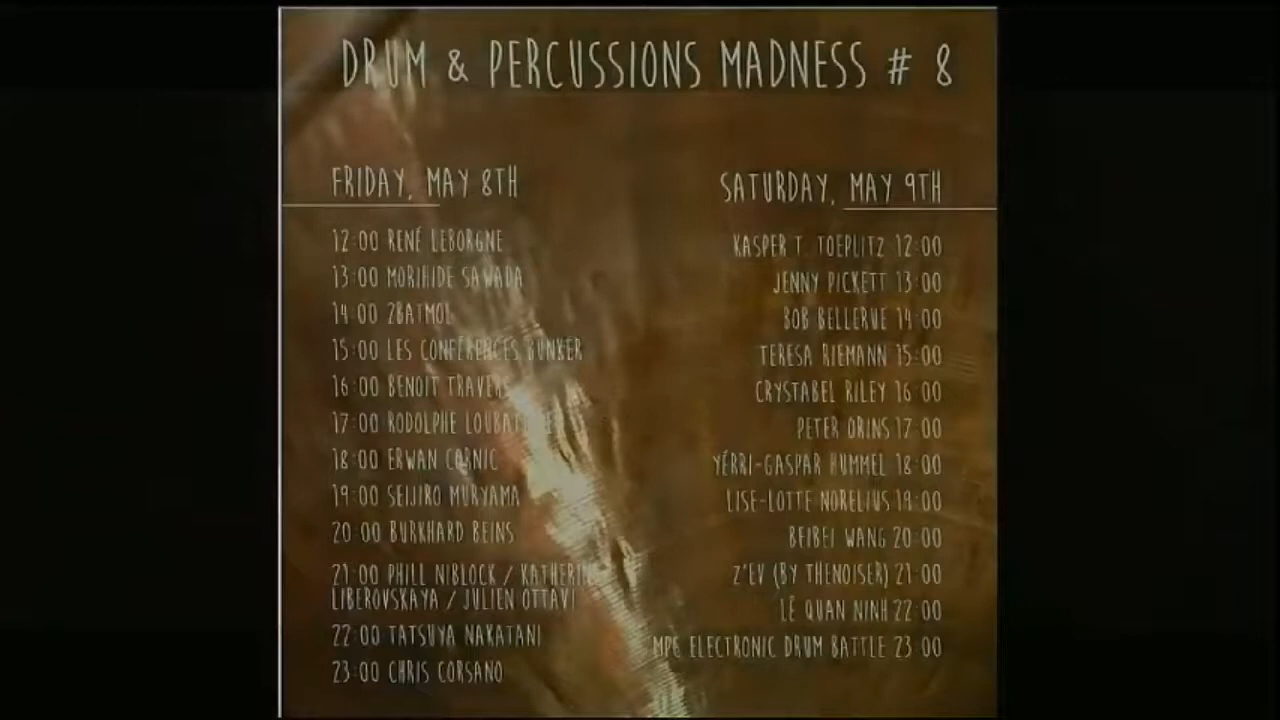 DRUM & PERCUSSIONS MADNESS # 8
FRIDAY, MAY 8TH
12:00 RENÉ LEBORGNE
13:00 MORIHIDE SAWADA
14:00 2BATMOL
15:00 LES CONFÉRENCES BUNKER
16:00 BENOIT TRAVERS
17:00 RODOLPHE
18:00 ERWAN CORNIC
19:00 SEIJIRO MURYAMA
20:00 BURKHARD BEINS
21:00 PHILL NIBLOCK / KATHERINE
LIBEROVSKAYA / JULIEN OTTAVI
22:00 TATSUYA NAKATANI
23:00 CHRIS CORSANO
SATURDAY, MAY 9TH
KASPER T. TOEPLITZ 12:00
JENNY PICKETT 13:00
BOB BELLERUE 14:00
TERESA RIEMANN 15:00
CRYSTABEL RILEY 16:00
PETER ORINS 17:00
YÉRRI-GASPAR HUMMEL 18:00
LISE-LOTTE NORELIUS 19:00
BEIBEI WANG 20:00
Z'EV (BY THENOISER) 21:00
LÊ QUAN NINH 22:00
ELECTRONIC DRUM BATTLE 23:00